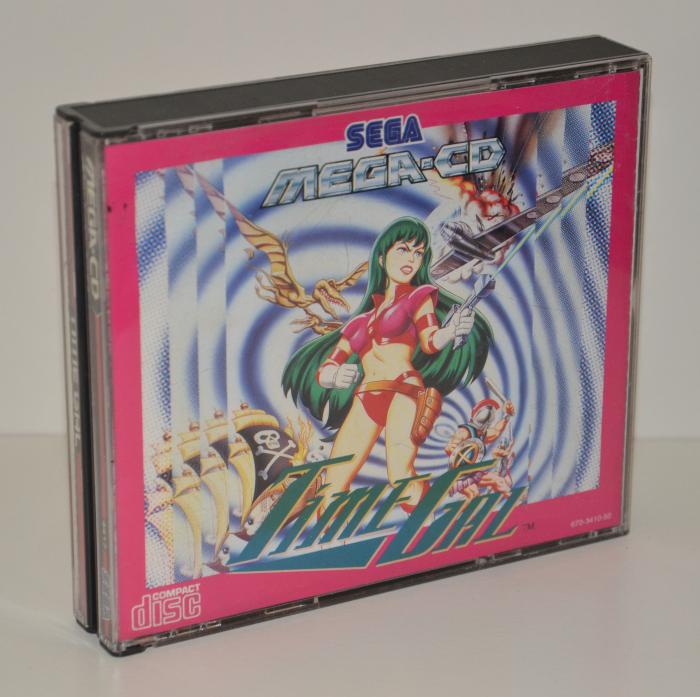 SEGA
MEGA-CD
TIME GAL
TM
670-3410-50
COMPACT
disc
MEGA-CD
TIME GAL